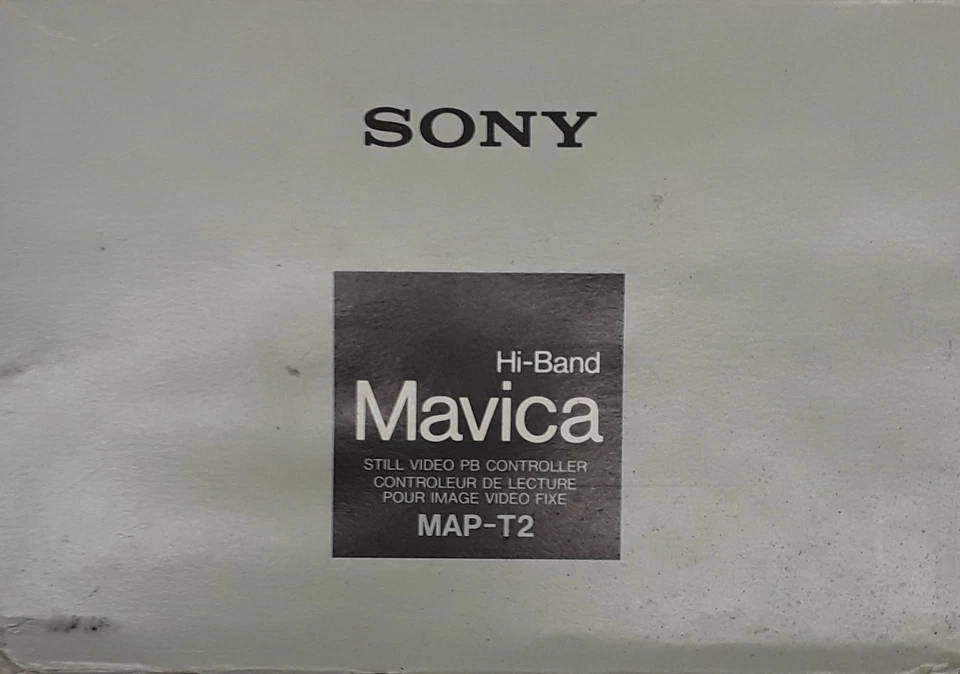 SONY
Hi-Band
Mavica
STILL VIDEO PB CONTROLLER
CONTROLEUR DE LECTURE
POUR IMAGE VIDEO FIXE
MAP-T2